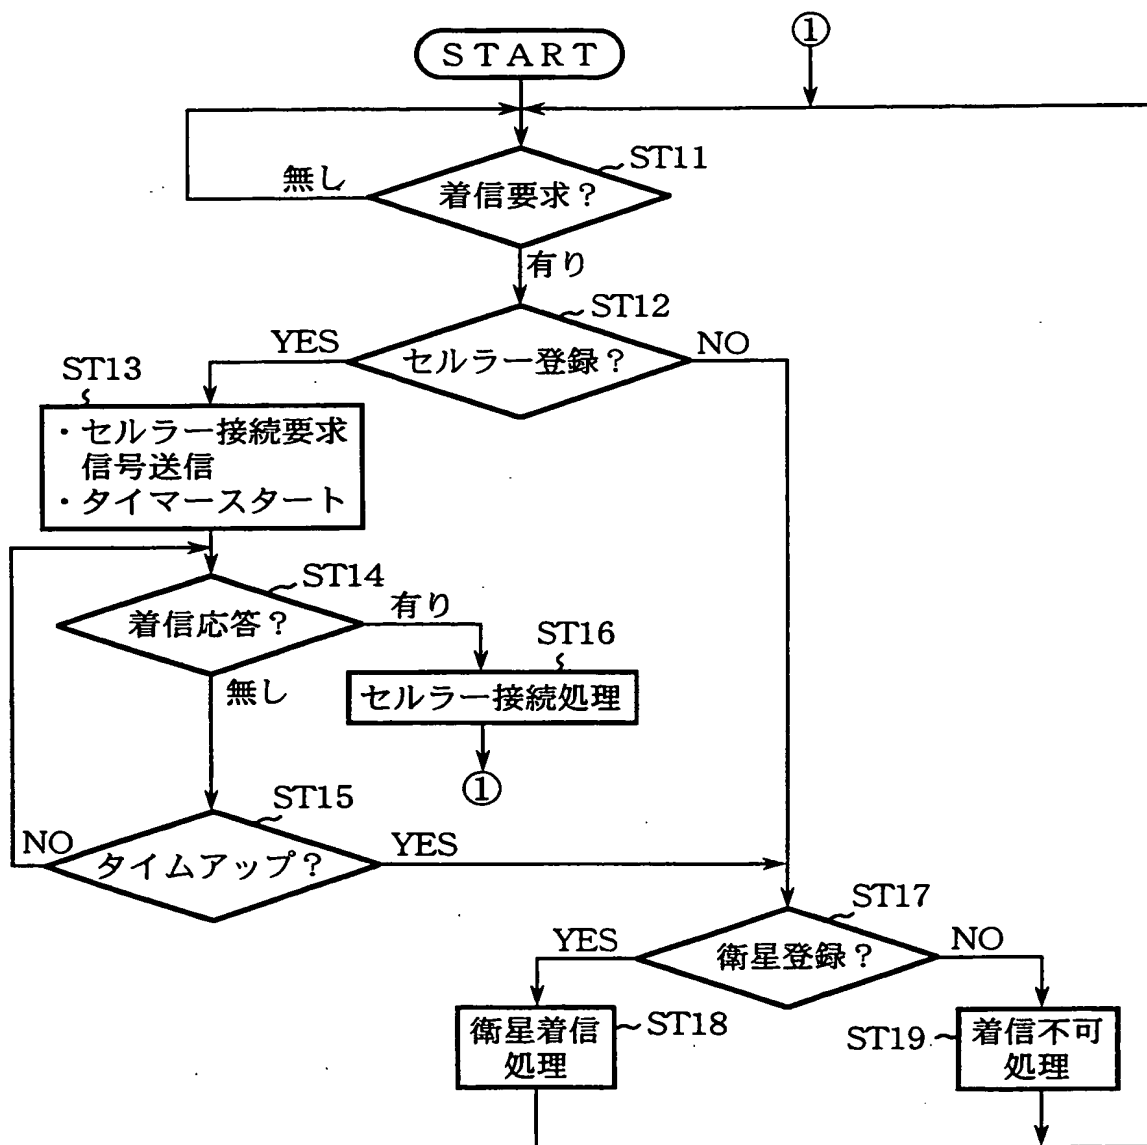 ①
START
ST11
無し
着信要求？
有り
ST12
YES
セルラー登録？
NO
ST13
・セルラー接続要求
信号送信
・タイマースタート
ST14
着信応答？
有り
ST16
無し
セルラー接続処理
①
ST15
NO
タイムアップ？
YES
ST17
YES
衛星登録？
NO
衛星着信
処理
ST18
ST19
着信不可
処理